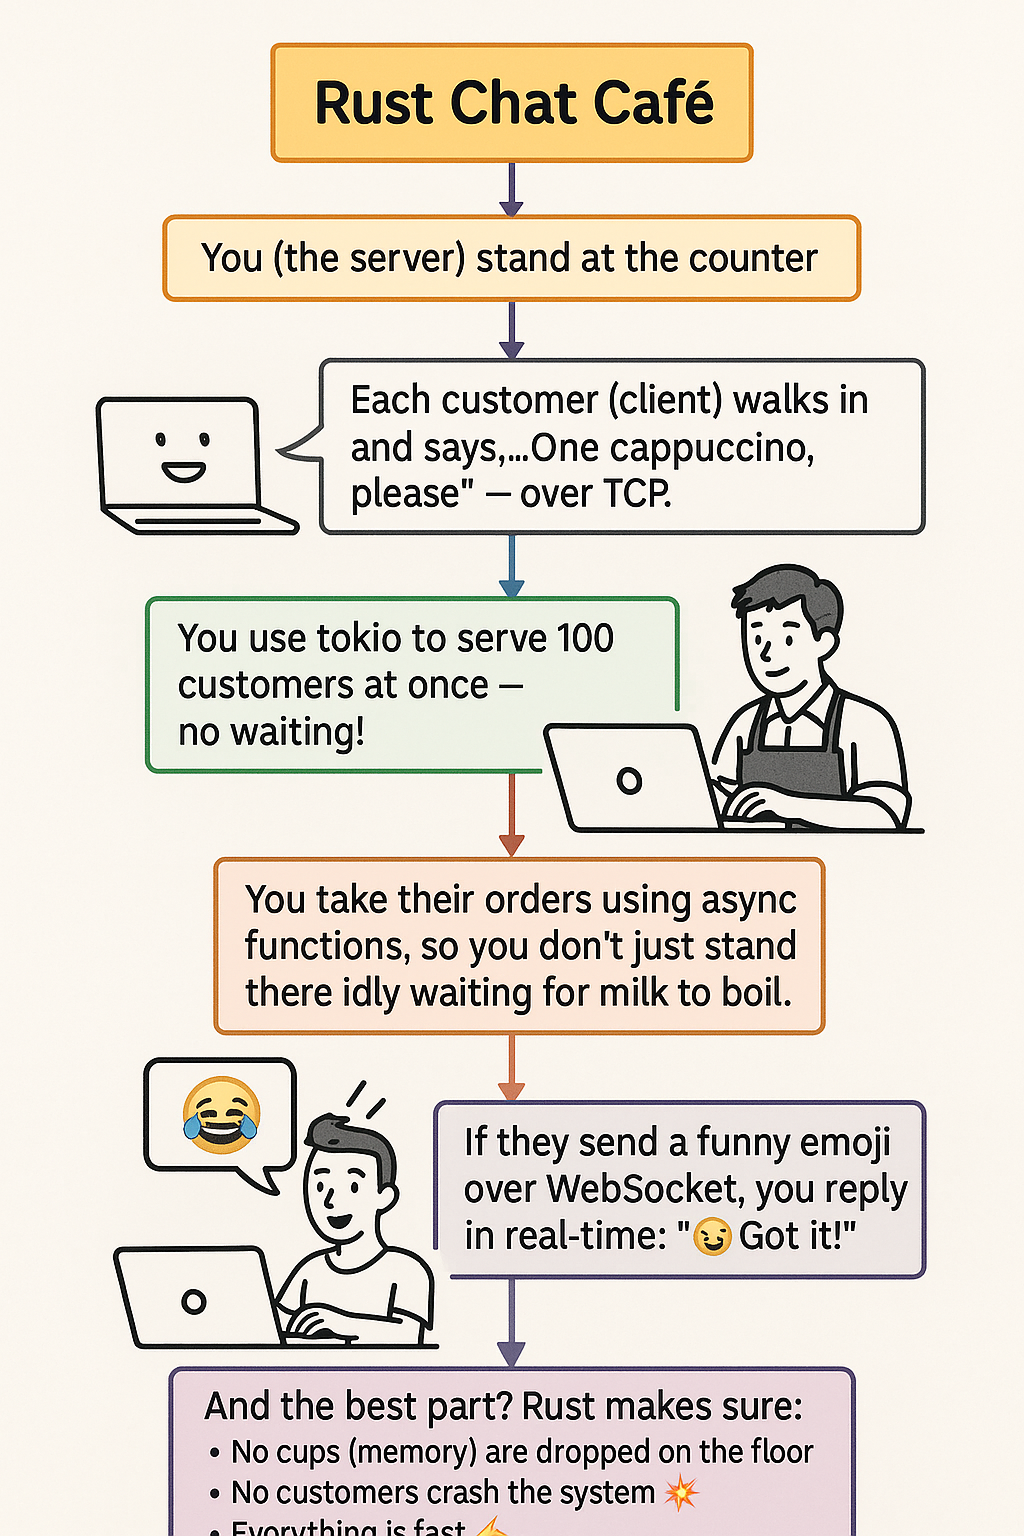 Rust Chat Café
You (the server) stand at the counter
Each customer (client) walks in
and says,...One cappuccino,
please" — over TCP.
You use tokio to serve 100
customers at once —
no waiting!
You take their orders using async
functions, so you don't just stand
there idly waiting for milk to boil.
If they send a funny emoji
over WebSocket, you reply
in real-time: "😉 Got it!"
And the best part? Rust makes sure:
• No cups (memory) are dropped on the floor
• No customers crash the system 💥
• Everything is fast ⚡